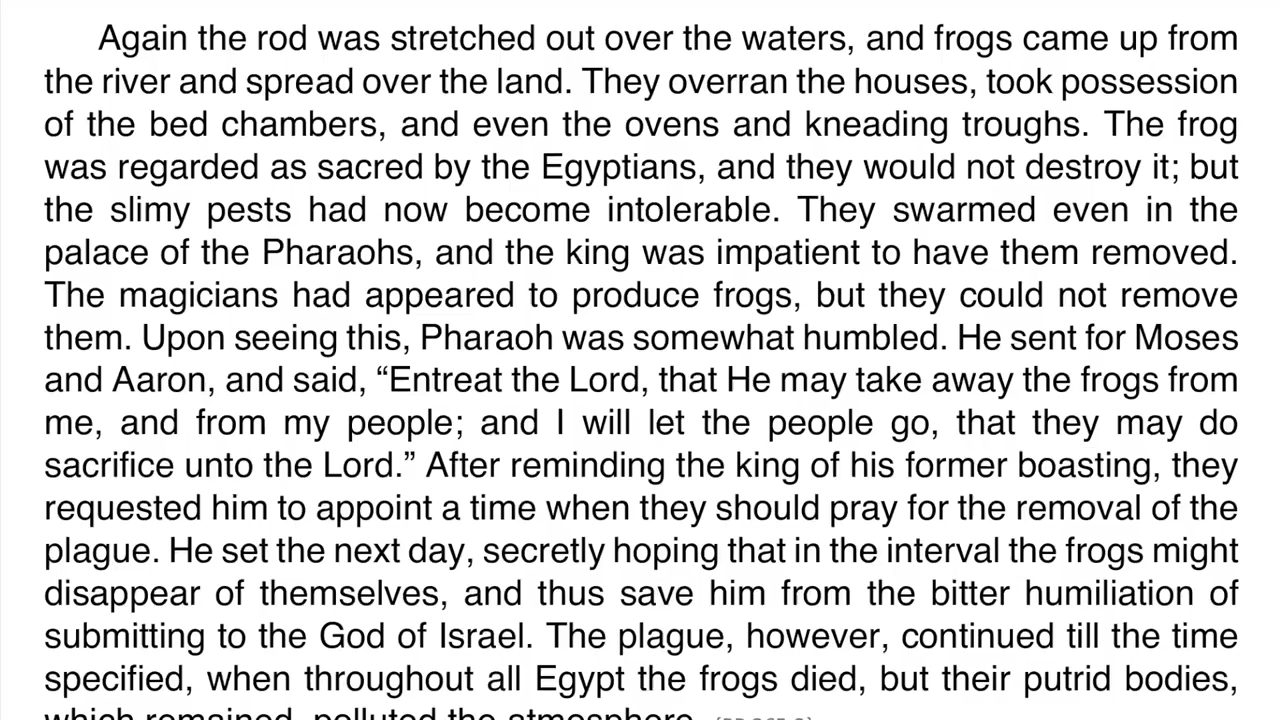 Again the rod was stretched out over the waters, and frogs came up from
the river and spread over the land. They overran the houses, took possession
of the bed chambers, and even the ovens and kneading troughs. The frog
was regarded as sacred by the Egyptians, and they would not destroy it; but
the slimy pests had now become intolerable. They swarmed even in the
palace of the Pharaohs, and the king was impatient to have them removed.
The magicians had appeared to produce frogs, but they could not remove
them. Upon seeing this, Pharaoh was somewhat humbled. He sent for Moses
and Aaron, and said, “Entreat the Lord, that He may take away the frogs from
me, and from my people; and I will let the people go, that they may do
sacrifice unto the Lord.” After reminding the king of his former boasting, they
requested him to appoint a time when they should pray for the removal of the
plague. He set the next day, secretly hoping that in the interval the frogs might
disappear of themselves, and thus save him from the bitter humiliation of
submitting to the God of Israel. The plague, however, continued till the time
specified, when throughout all Egypt the frogs died, but their putrid bodies,
which remained, polluted the atmosphere.